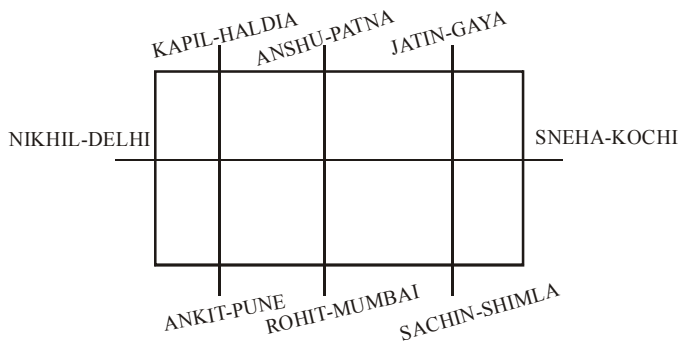 KAPIL-HALDIA
ANSHU-PATNA
JATIN-GAYA
NIKHIL-DELHI
SNEHA-KOCHI
ANKIT-PUNE
ROHIT-MUMBAI
SACHIN-SHIMLA